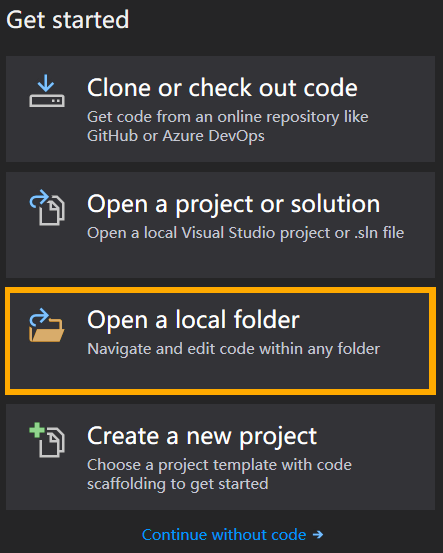 Get started
Clone or check out code
Get code from an online repository like
GitHub or Azure DevOps
Open a project or solution
Open a local Visual Studio project or .sln file
Open a local folder
Navigate and edit code within any folder
Create a new project
Choose a project template with code
scaffolding to get started
Continue without code →